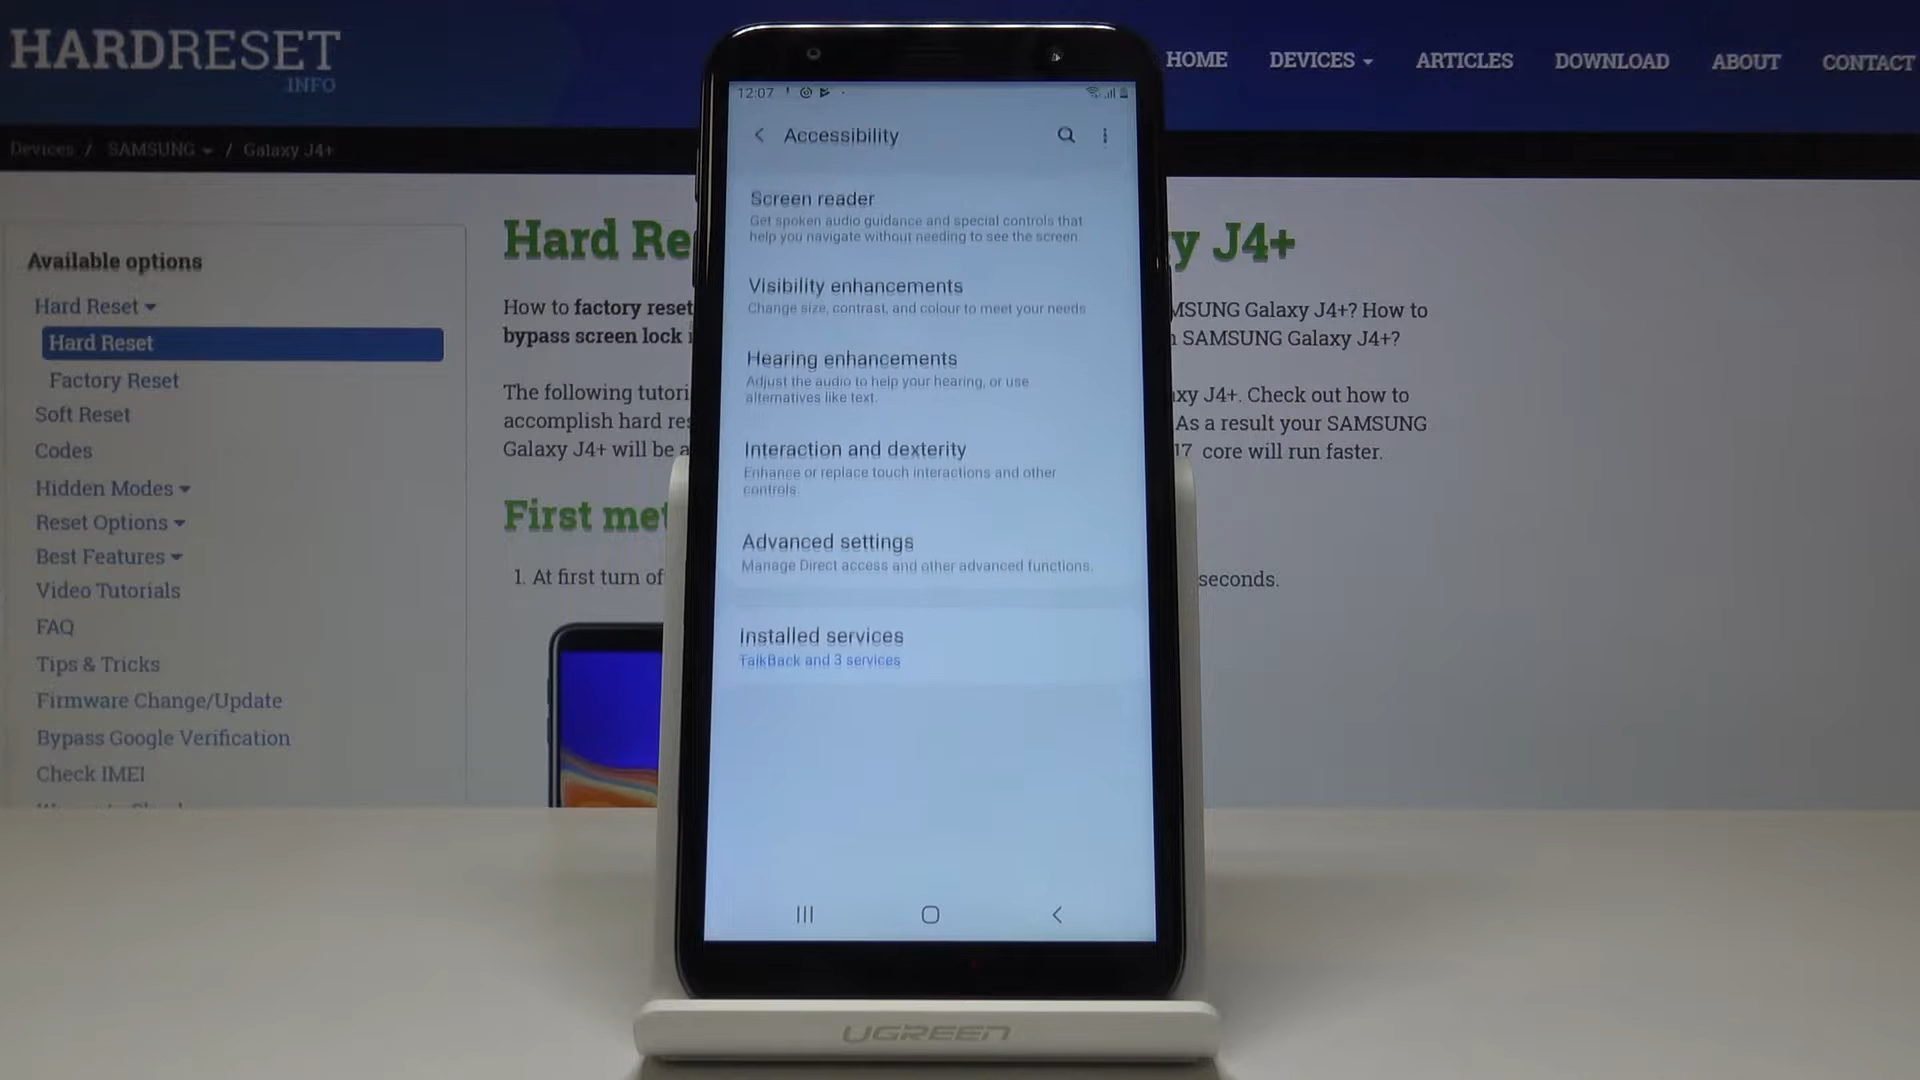 HARDRESET
.INFO
HOME DEVICES ARTICLES DOWNLOAD ABOUT CONTACT
Devices / SAMSUNG / Galaxy J4+
Available options
Hard Reset
Hard Reset
Factory Reset
Soft Reset
Codes
Hidden Modes
Reset Options
Best Features
Video Tutorials
FAQ
Tips & Tricks
Firmware Change/Update
Bypass Google Verification
Check IMEI
Hard Re
y J4+
How to factory reset
MSUNG Galaxy J4+? How to
bypass screen lock
SAMSUNG Galaxy J4+?
The following tutori
xy J4+. Check out how to
accomplish hard re
As a result your SAMSUNG
Galaxy J4+ will be a
17 core will run faster.
First met
1. At first turn of
seconds.
12:07
Accessibility
Screen reader
Get spoken audio guidance and special controls that
help you navigate without needing to see the screen
Visibility enhancements
Change size, contrast, and colour to meet your needs
Hearing enhancements
Adjust the audio to help your hearing, or use
alternatives like text.
Interaction and dexterity
Enhance or replace touch interactions and other
controls.
Advanced settings
Manage Direct access and other advanced functions.
Installed services
TalkBack and 3 services
UGREEN